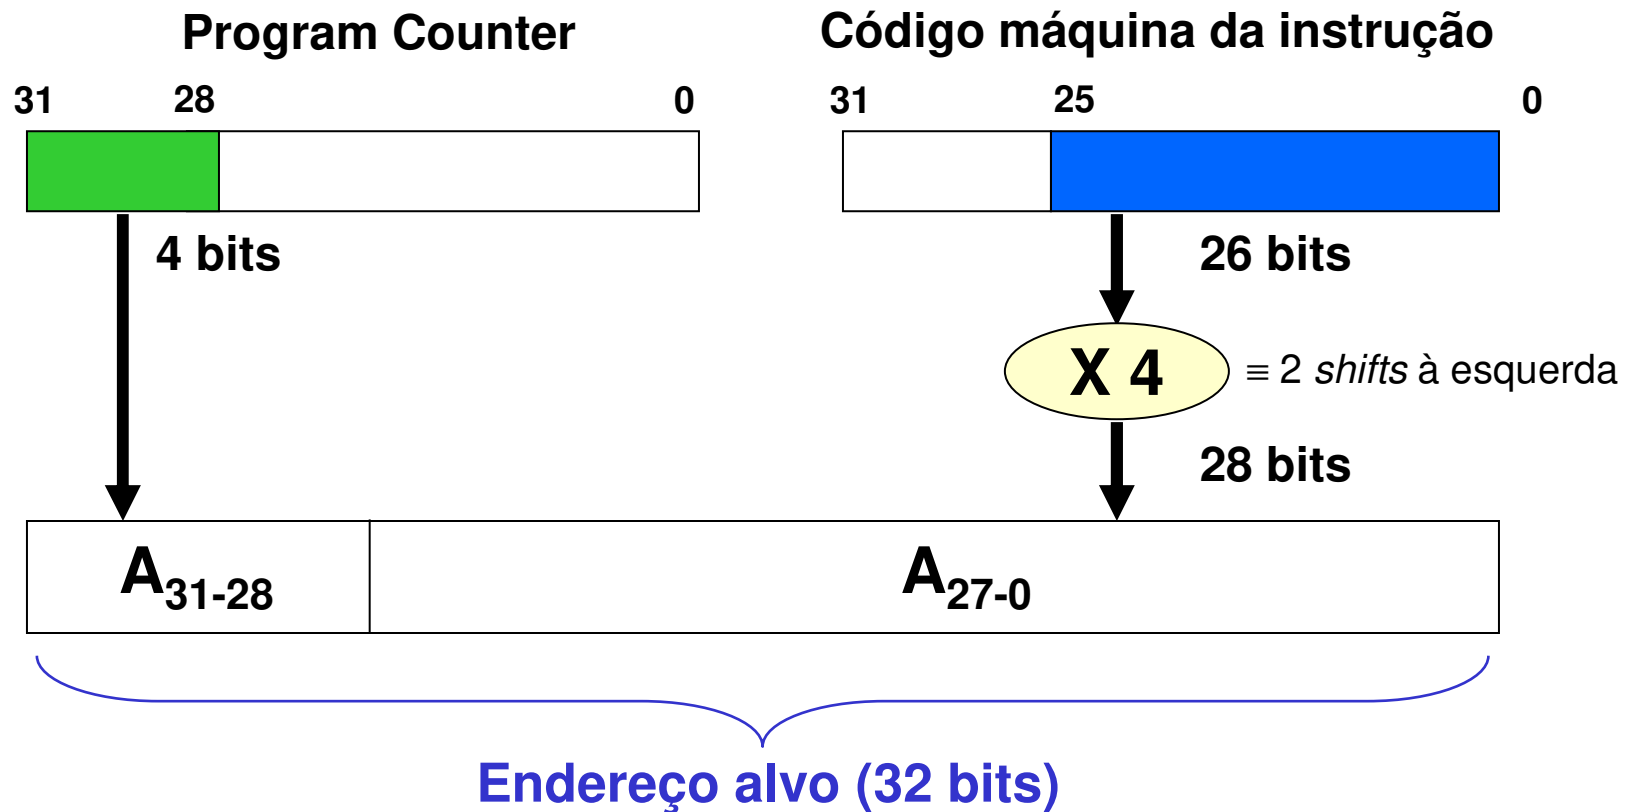 Program Counter
Código máquina da instrução
31 28 0
31 25 0
4 bits
26 bits
X 4
≡ 2 shifts à esquerda
28 bits
A31-28
A27-0
Endereço alvo (32 bits)